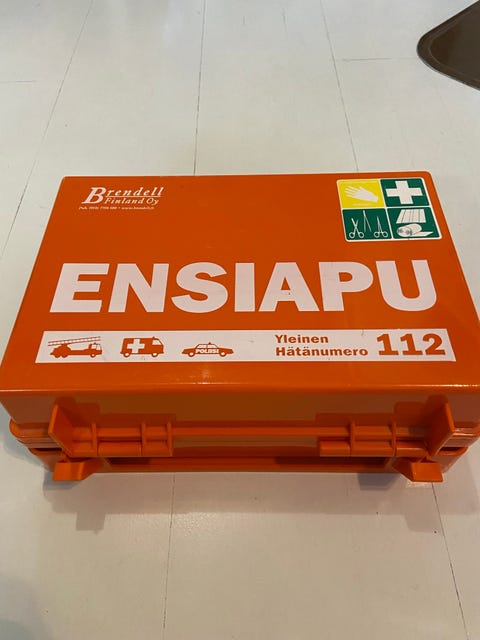 Brendell
Finland Oy
ENSIAPU
POLIISI
Yleinen
Hätänumero 112